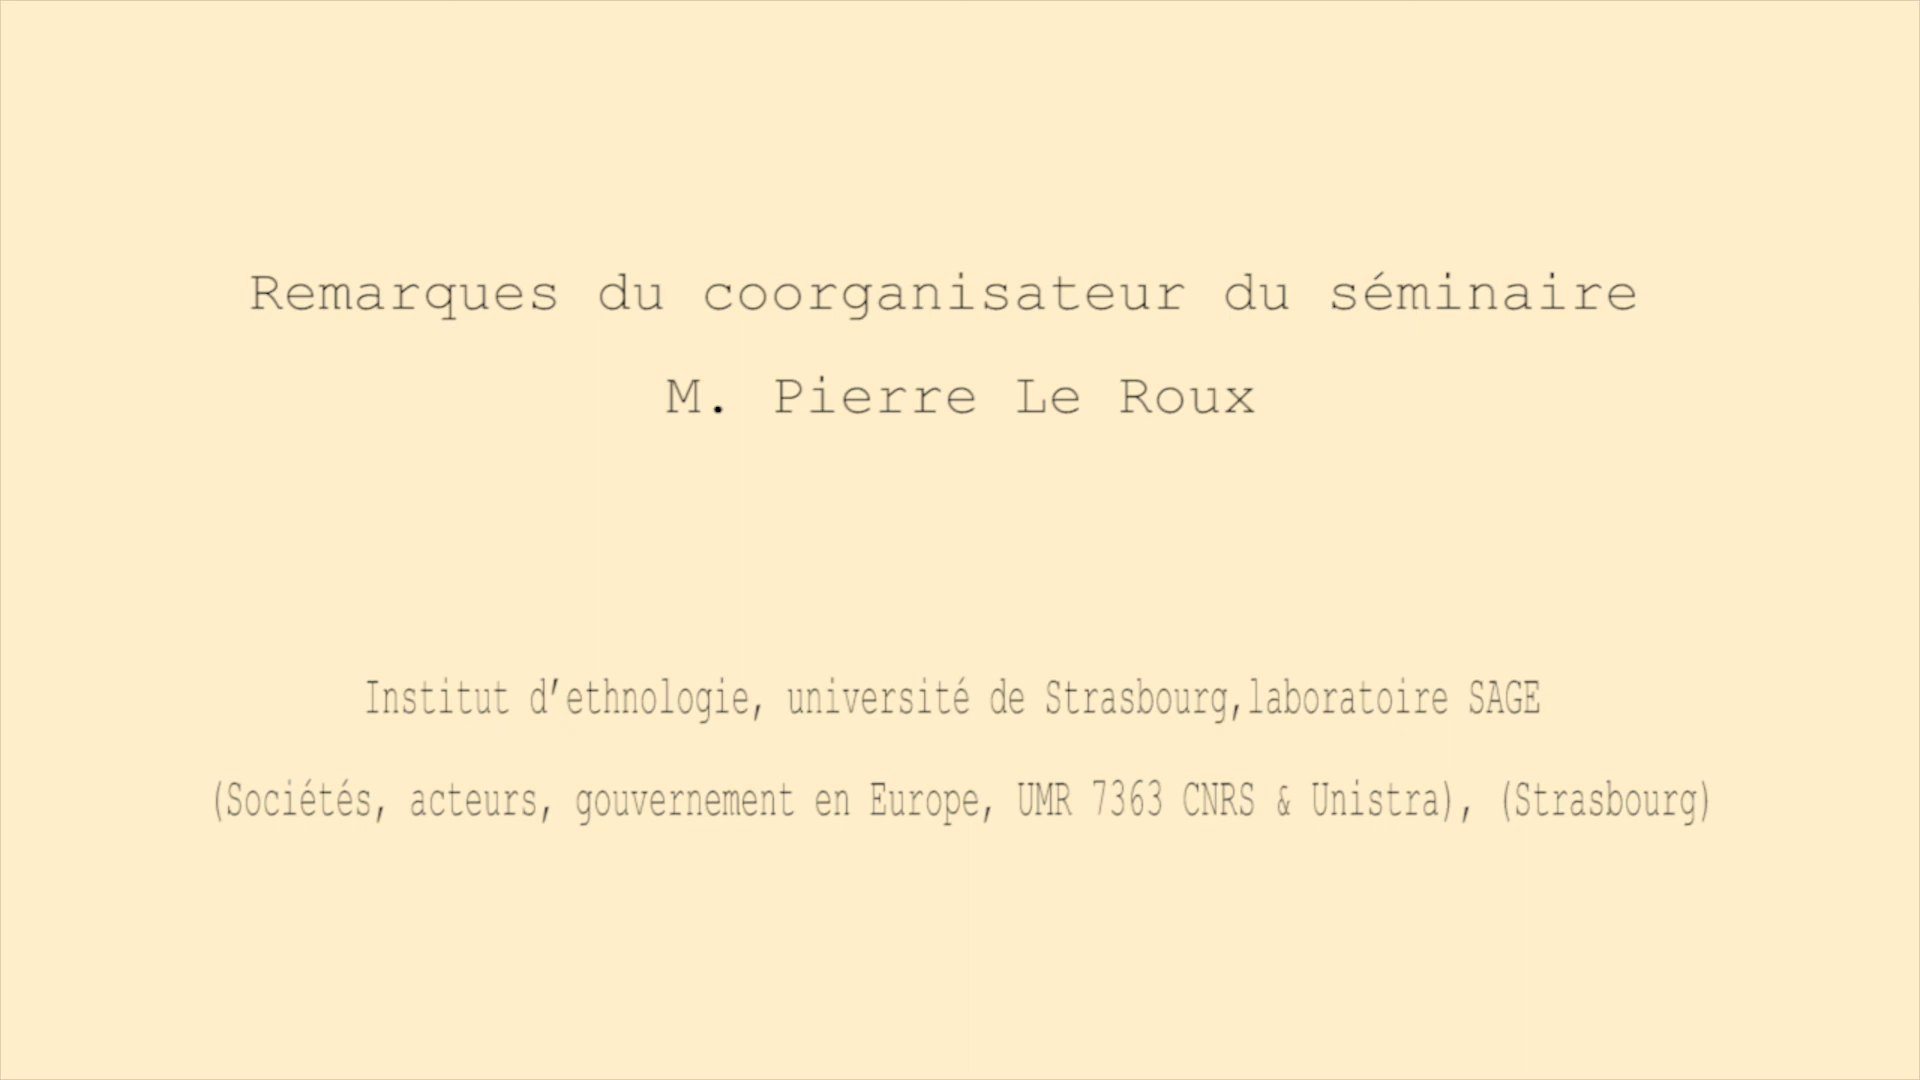 Remarques du coorganisateur du séminaire
M. Pierre Le Roux
Institut d’ethnologie, université de Strasbourg,laboratoire SAGE
(Sociétés, acteurs, gouvernement en Europe, UMR 7363 CNRS & Unistra), (Strasbourg)